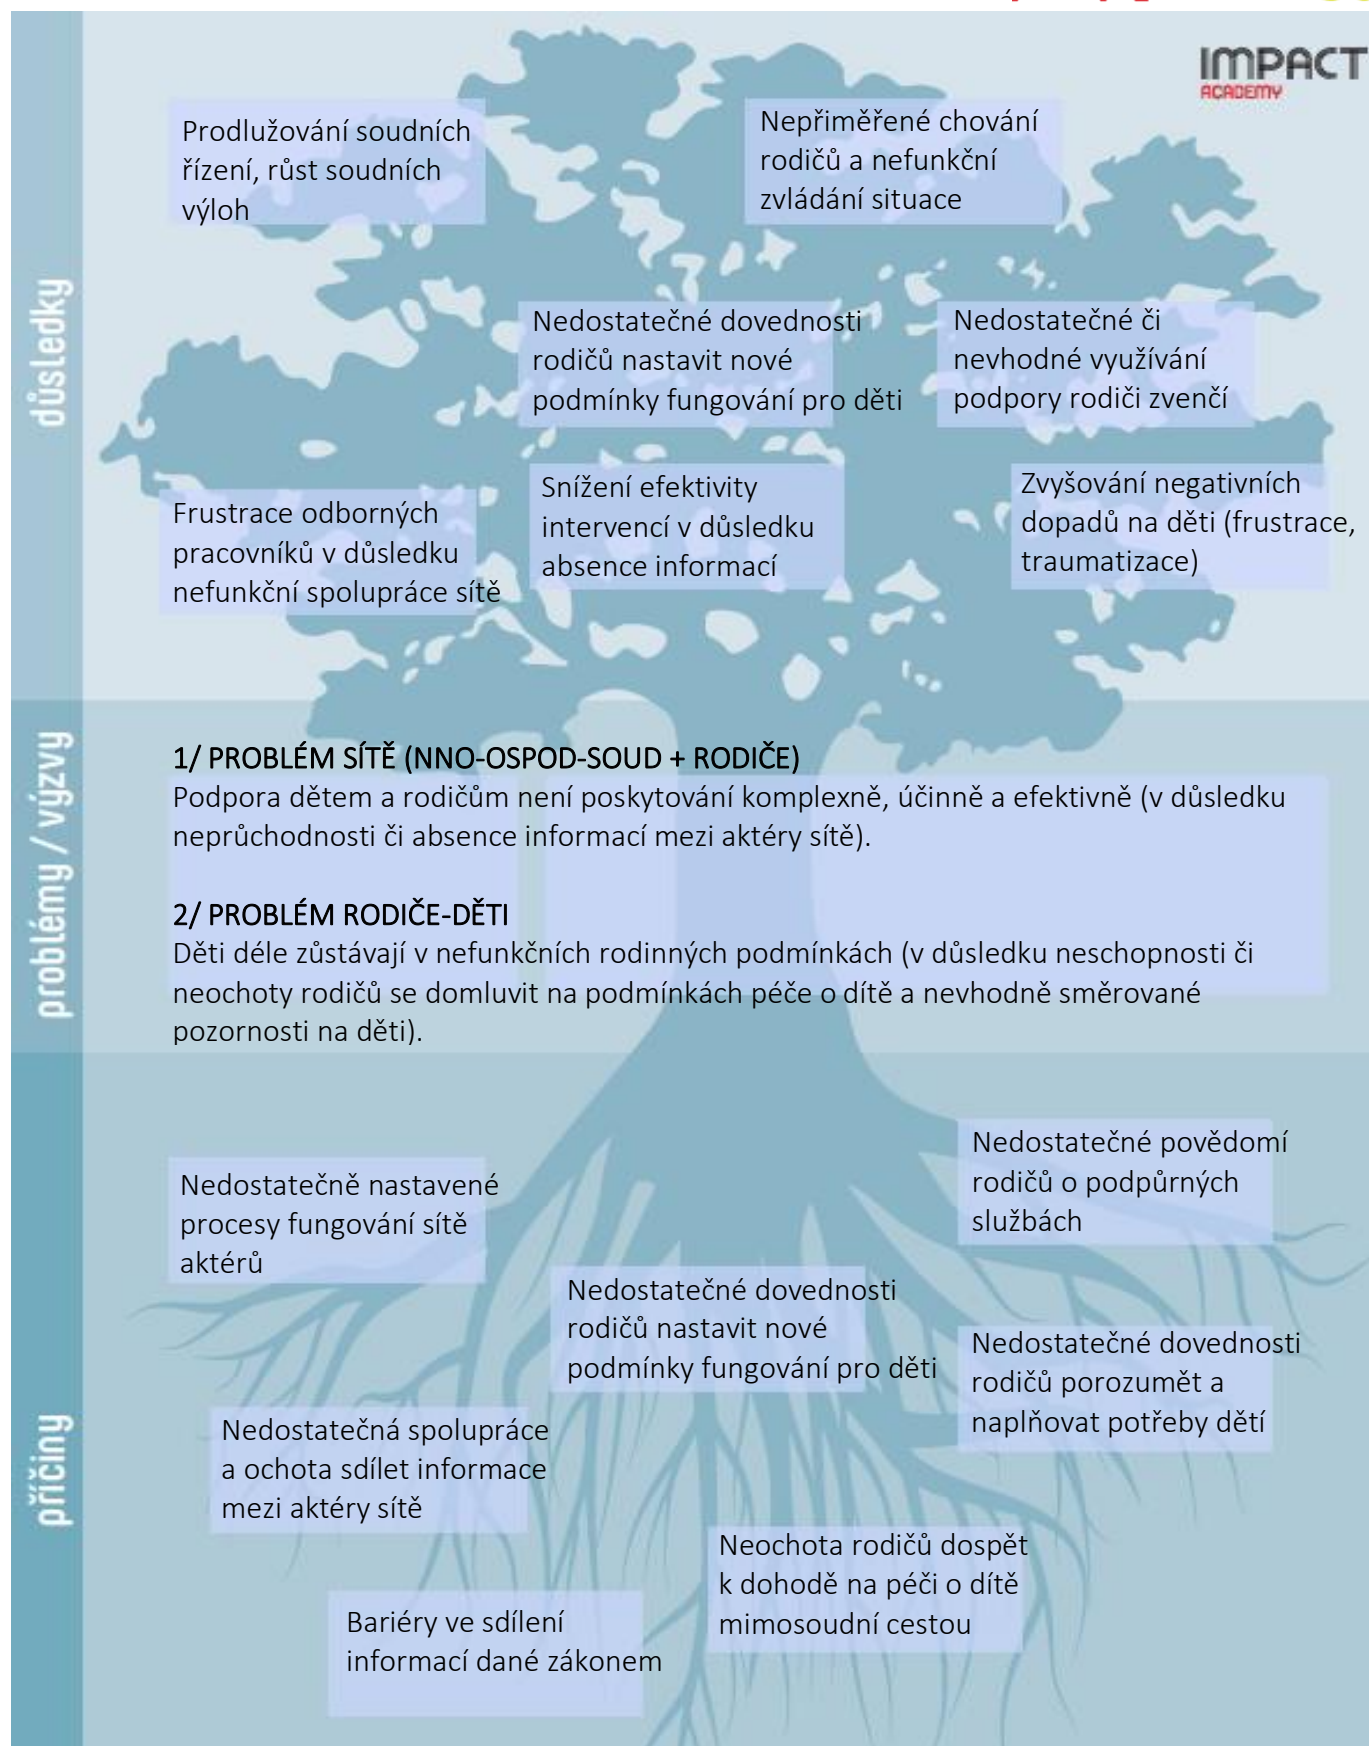 IMPACT
ACADEMY
důsledky
Prodlužování soudních
řízení, růst soudních
výloh
Nepřiměřené chování
rodičů a nefunkční
zvládání situace
Nedostatečné dovednosti
rodičů nastavit nové
podmínky fungování pro děti
Nedostatečné či
nevhodné využívání
podpory rodiči zvenčí
Frustrace odborných
pracovníků v důsledku
nefunkční spolupráce sítě
Snížení efektivity
intervencí v důsledku
absence informací
Zvyšování negativních
dopadů na děti (frustrace,
traumatizace)
problémy / výzvy
1/ PROBLÉM SÍTĚ (NNO-OSPOD-SOUD + RODIČE)
Podpora dětem a rodičům není poskytování komplexně, účinně a efektivně (v důsledku
neprůchodnosti či absence informací mezi aktéry sítě).
2/ PROBLÉM RODIČE-DĚTI
Děti déle zůstávají v nefunkčních rodinných podmínkách (v důsledku neschopnosti či
neochoty rodičů se domluvit na podmínkách péče o dítě a nevhodně směrované
pozornosti na děti).
příčiny
Nedostatečně nastavené
procesy fungování sítě
aktérů
Nedostatečné povědomí
rodičů o podpůrných
službách
Nedostatečné dovednosti
rodičů nastavit nové
podmínky fungování pro děti
Nedostatečné dovednosti
rodičů porozumět a
naplňovat potřeby dětí
Nedostatečná spolupráce
a ochota sdílet informace
mezi aktéry sítě
Neochota rodičů dospět
k dohodě na péči o dítě
mimosoudní cestou
Bariéry ve sdílení
informací dané zákonem